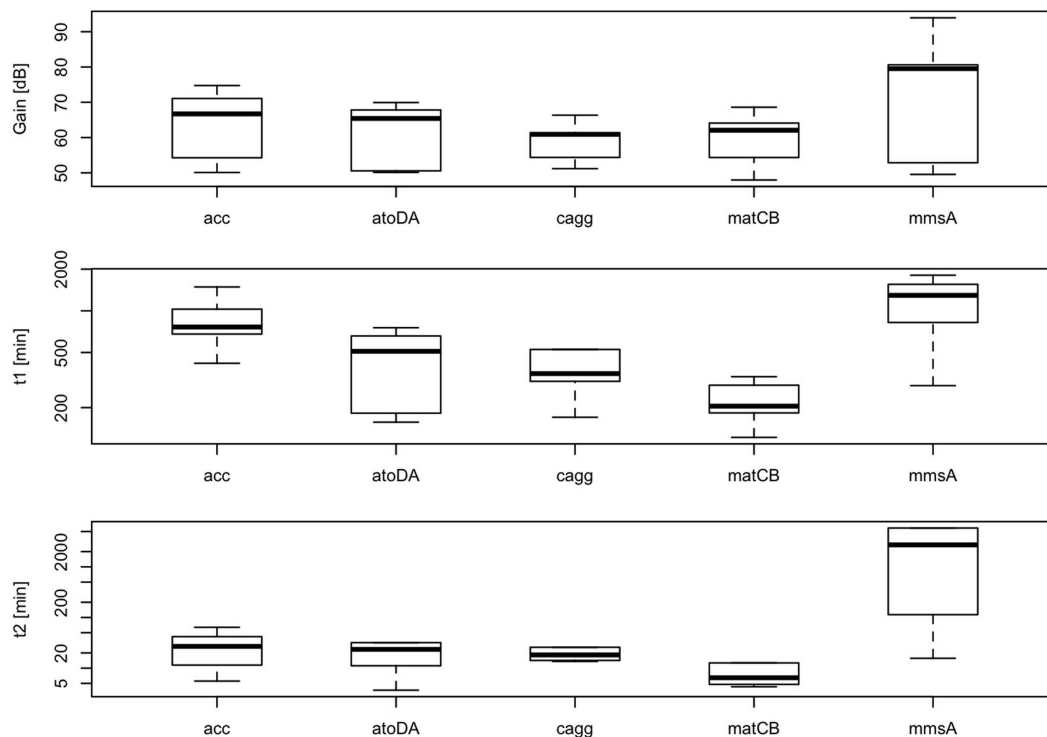 Gain [dB]
90
80
70
60
50
acc atoDA cagg matCB mmsA
t1 [min]
2000
500
200
acc atoDA cagg matCB mmsA
t2 [min]
2000
200
20
5
acc atoDA cagg matCB mmsA